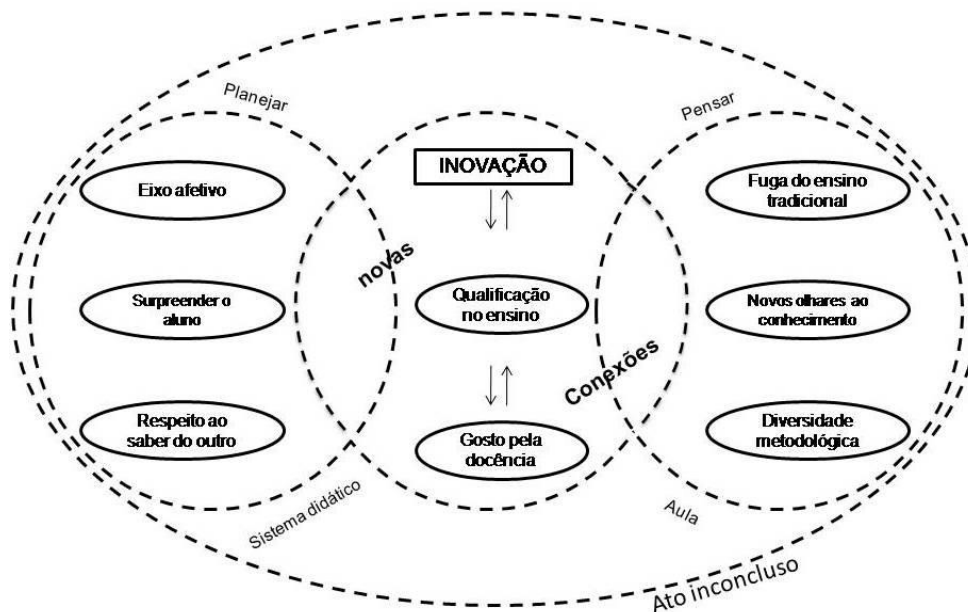 Planejar
Pensar
INOVAÇÃO
Eixo afetivo
Fuga do ensino
tradicional
novas
Surpreender o
aluno
Qualificação
no ensino
Novos olhares ao
conhecimento
Conexões
Respeito ao
saber do outro
Gosto pela
docência
Diversidade
metodológica
Sistema didático
Aula
Ato inconcluso